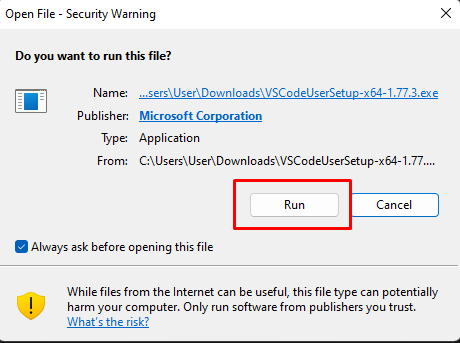 Open File - Security Warning
Do you want to run this file?
Name: ...sers\User\Downloads\VSCodeUserSetup-x64-1.77.3.exe
Publisher: Microsoft Corporation
Type: Application
From: C:\Users\User\Downloads\VSCodeUserSetup-x64-1.77....
Run Cancel
Always ask before opening this file
While files from the Internet can be useful, this file type can potentially
harm your computer. Only run software from publishers you trust.
What's the risk?